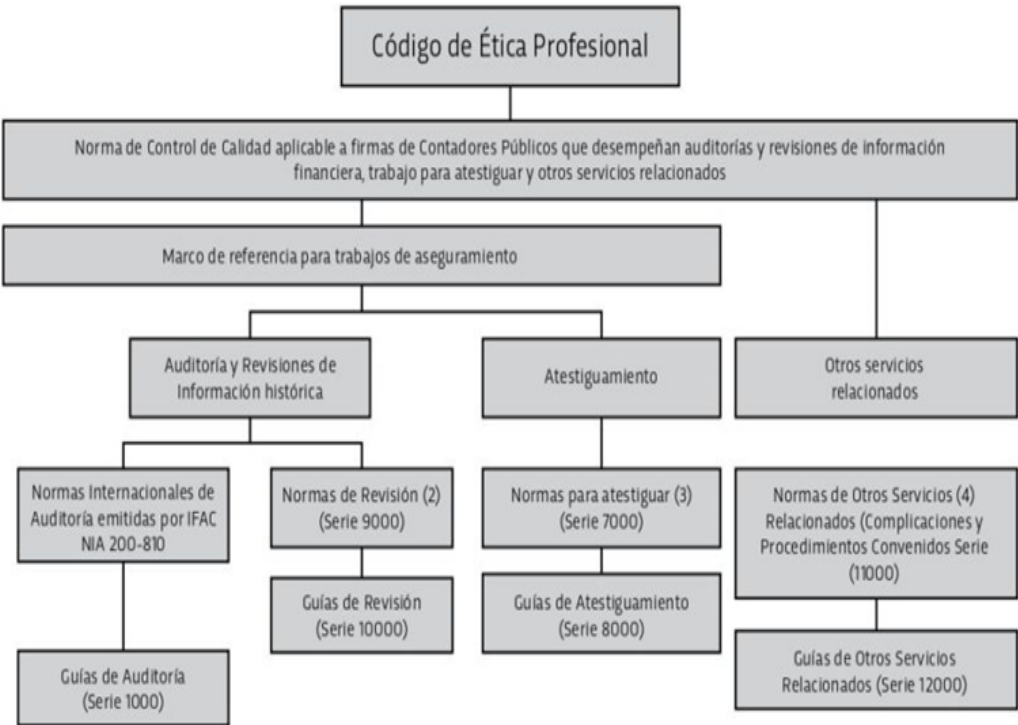 Código de Ética Profesional
Norma de Control de Calidad aplicable a firmas de Contadores Públicos que desempeñan auditorías y revisiones de información
financiera, trabajo para atestiguar y otros servicios relacionados
Marco de referencia para trabajos de aseguramiento
Auditoría y Revisiones de
Información histórica
Atestiguamiento
Otros servicios
relacionados
Normas Internacionales de
Auditoría emitidas por IFAC
NIA 200-810
Normas de Revisión (2)
(Serie 9000)
Normas para atestiguar (3)
(Serie 7000)
Normas de Otros Servicios (4)
Relacionados (Complicaciones y
Procedimientos Convenidos Serie
(11000)
Guías de Revisión
(Serie 10000)
Guías de Atestiguamiento
(Serie 8000)
Guías de Auditoría
(Serie 1000)
Guías de Otros Servicios
Relacionados (Serie 12000)